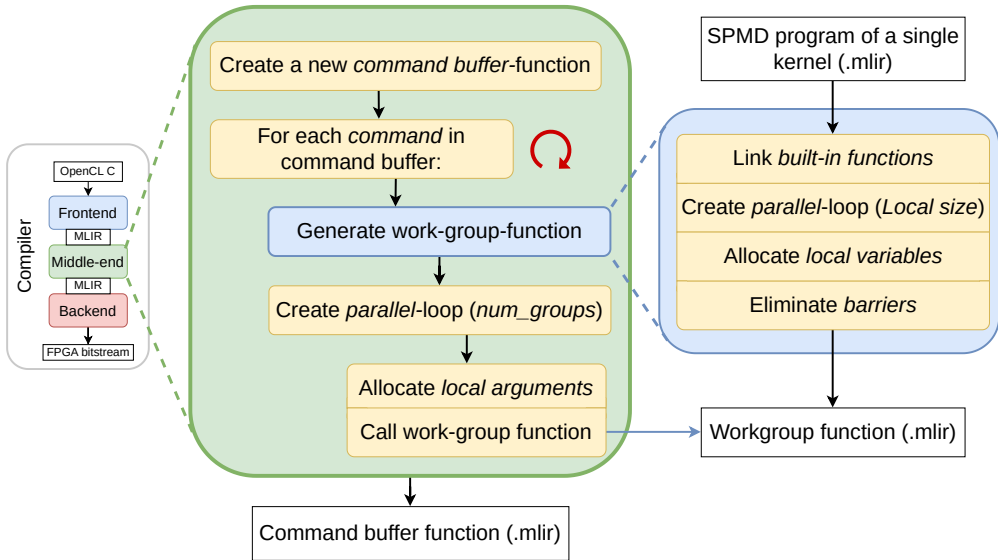 Compiler
OpenCL C
Frontend
MLIR
Middle-end
MLIR
Backend
FPGA bitstream
Create a new command buffer-function
For each command in
command buffer:
Generate work-group-function
Create parallel-loop (num_groups)
Allocate local arguments
Call work-group function
Command buffer function (.mlir)
SPMD program of a single
kernel (.mlir)
Link built-in functions
Create parallel-loop (Local size)
Allocate local variables
Eliminate barriers
Workgroup function (.mlir)